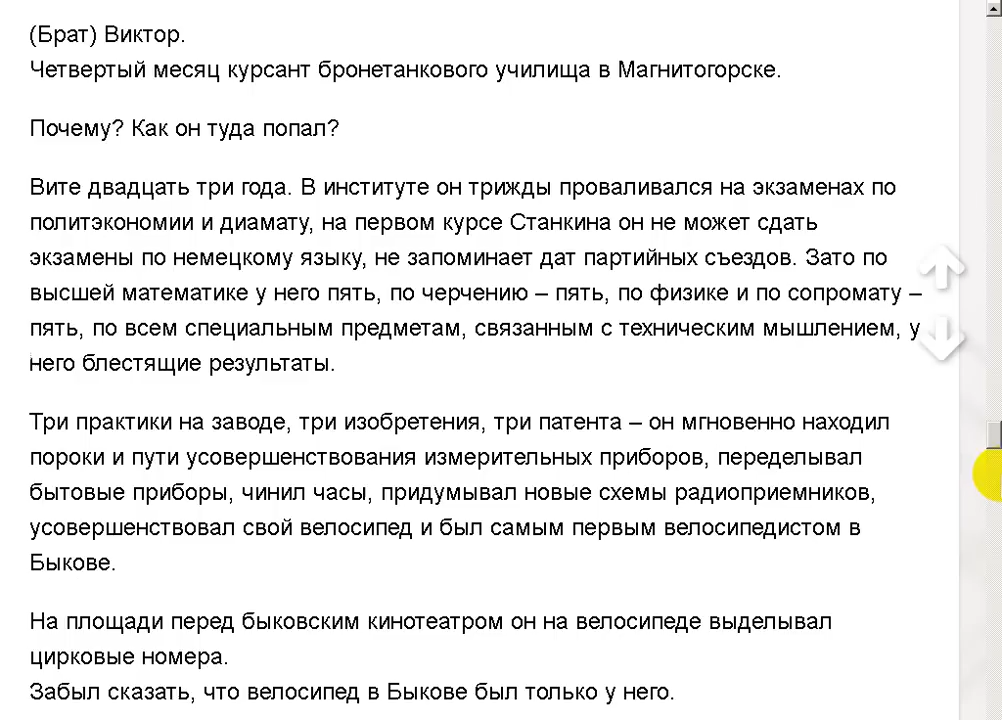 (Брат) Виктор.
Четвертый месяц курсант бронетанкового училища в Магнитогорске.
Почему? Как он туда попал?
Вите двадцать три года. В институте он трижды проваливался на экзаменах по
политэкономии и диамату, на первом курсе Станкина он не может сдать
экзамены по немецкому языку, не запоминает дат партийных съездов. Зато по
высшей математике у него пять, по черчению – пять, по физике и по сопромату –
пять, по всем специальным предметам, связанным с техническим мышлением, у
него блестящие результаты.
Три практики на заводе, три изобретения, три патента – он мгновенно находил
пороки и пути усовершенствования измерительных приборов, переделывал
бытовые приборы, чинил часы, придумывал новые схемы радиоприемников,
усовершенствовал свой велосипед и был самым первым велосипедистом в
Быкове.
На площади перед быковским кинотеатром он на велосипеде выделывал
цирковые номера.
Забыл сказать, что велосипед в Быкове был только у него.